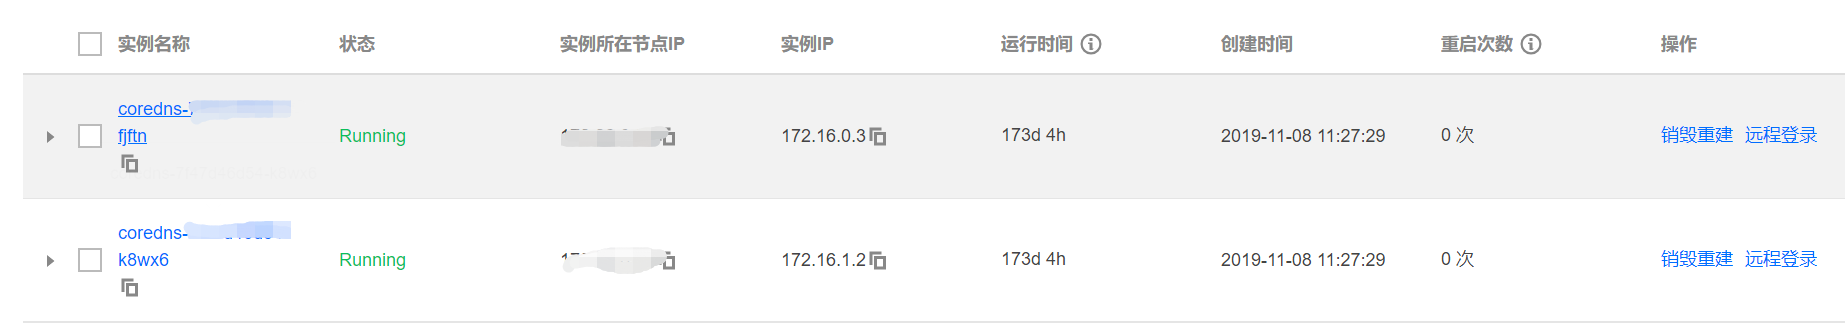 实例名称 状态 实例所在节点IP 实例IP 运行时间 创建时间 重启次数 操作
coredns-
fjftn
Running 172.16.0.3 173d 4h 2019-11-08 11:27:29 0 次 销毁重建 远程登录
coredns-
k8wx6
Running 172.16.1.2 173d 4h 2019-11-08 11:27:29 0 次 销毁重建 远程登录